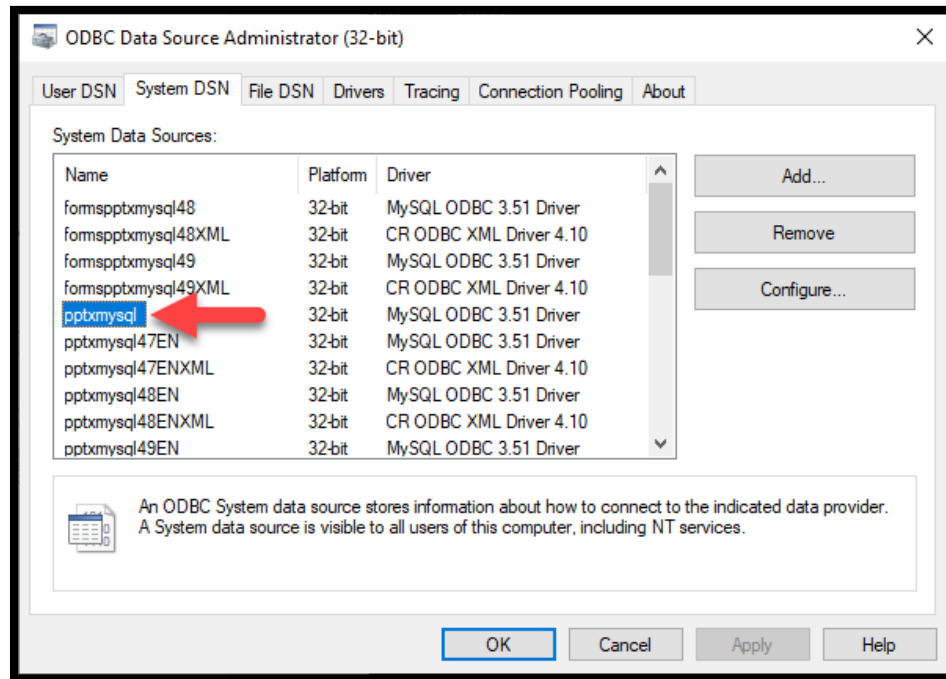 ODBC Data Source Administrator (32-bit)
User DSN System DSN File DSN Drivers Tracing Connection Pooling About
System Data Sources:
Name Platform Driver
formspptxmysql48 32-bit MySQL ODBC 3.51 Driver
formspptxmysql48XML 32-bit CR ODBC XML Driver 4.10
formspptxmysql49 32-bit MySQL ODBC 3.51 Driver
formspptxmysql49XML 32-bit CR ODBC XML Driver 4.10
pptxmysql 32-bit MySQL ODBC 3.51 Driver
pptxmysql47EN 32-bit MySQL ODBC 3.51 Driver
pptxmysql47ENXML 32-bit CR ODBC XML Driver 4.10
pptxmysql48EN 32-bit MySQL ODBC 3.51 Driver
pptxmysql48ENXML 32-bit CR ODBC XML Driver 4.10
pptxmysql49EN 32-bit MySQL ODBC 3.51 Driver
Add...
Remove
Configure...
An ODBC System data source stores information about how to connect to the indicated data provider.
A System data source is visible to all users of this computer, including NT services.
OK Cancel Apply Help